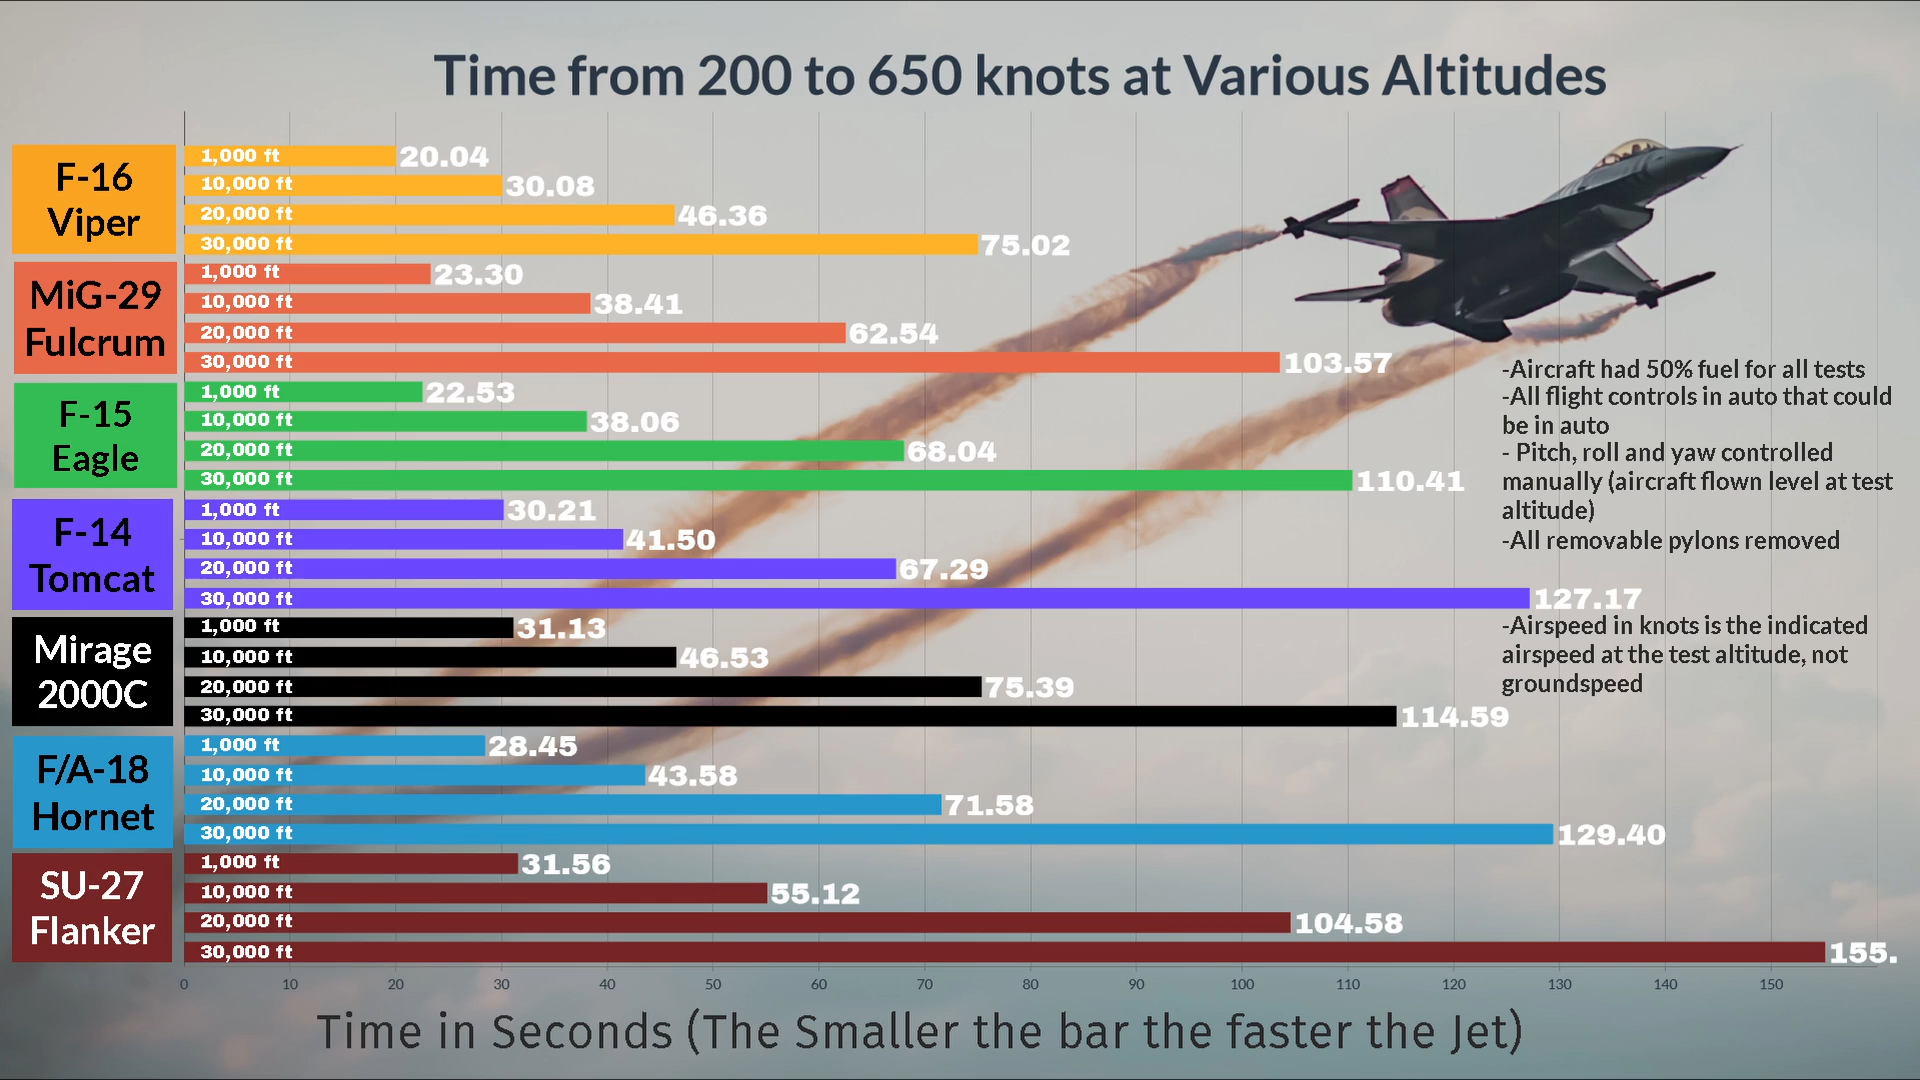 Time from 200 to 650 knots at Various Altitudes
F-16
Viper
1,000 ft 20.04
10,000 ft 30.08
20,000 ft 46.36
30,000 ft 75.02
MiG-29
Fulcrum
1,000 ft 23.30
10,000 ft 38.41
20,000 ft 62.54
30,000 ft 103.57
F-15
Eagle
1,000 ft 22.53
10,000 ft 38.06
20,000 ft 68.04
30,000 ft 110.41
F-14
Tomcat
1,000 ft 30.21
10,000 ft 41.50
20,000 ft 67.29
30,000 ft 127.17
Mirage
2000C
1,000 ft 31.13
10,000 ft 46.53
20,000 ft 75.39
30,000 ft 114.59
F/A-18
Hornet
1,000 ft 28.45
10,000 ft 43.58
20,000 ft 71.58
30,000 ft 129.40
SU-27
Flanker
1,000 ft 31.56
10,000 ft 55.12
20,000 ft 104.58
30,000 ft 155.
-Aircraft had 50% fuel for all tests
-All flight controls in auto that could
be in auto
- Pitch, roll and yaw controlled
manually (aircraft flown level at test
altitude)
-All removable pylons removed
-Airspeed in knots is the indicated
airspeed at the test altitude, not
groundspeed
0 10 20 30 40 50 60 70 80 90 100 110 120 130 140 150
Time in Seconds (The Smaller the bar the faster the Jet)